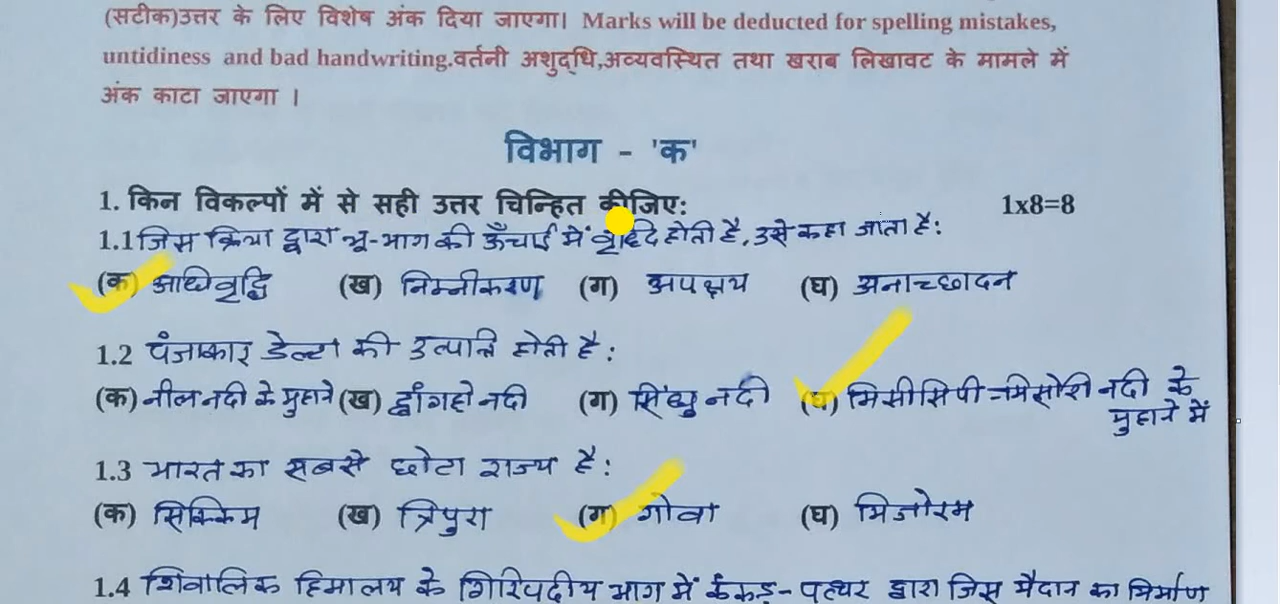 (सटीक)उत्तर के लिए विशेष अंक दिया जाएगा। Marks will be deducted for spelling mistakes,
untidiness and bad handwriting.वर्तनी अशुद्धि,अव्यवस्थित तथा खराब लिखावट के मामले में
अंक काटा जाएगा ।
विभाग - 'क'
1. किन विकल्पों में से सही उत्तर चिन्हित कीजिए: 1x8=8
1.1 जिस क्रिया द्वारा भू-भाग की ऊँचाई में वृद्धि होती है, उसे कहा जाता है:
(क) अधिवृद्धि (ख) निम्नीकरण (ग) अपक्षय (घ) अनाच्छादन
1.2 पंजाकार डेल्टा की उत्पत्ति होती है:
(क) नील नदी के मुहाने (ख) ह्वांगहो नदी (ग) सिंधु नदी (घ) मिसीसिपी-मिसोरी नदी के
मुहाने में
1.3 भारत का सबसे छोटा राज्य है:
(क) सिक्किम (ख) त्रिपुरा (ग) गोवा (घ) मिजोरम
1.4 शिवालिक हिमालय के गिरिपदीय भाग में कंकड़-पत्थर द्वारा जिस मैदान का निर्माण